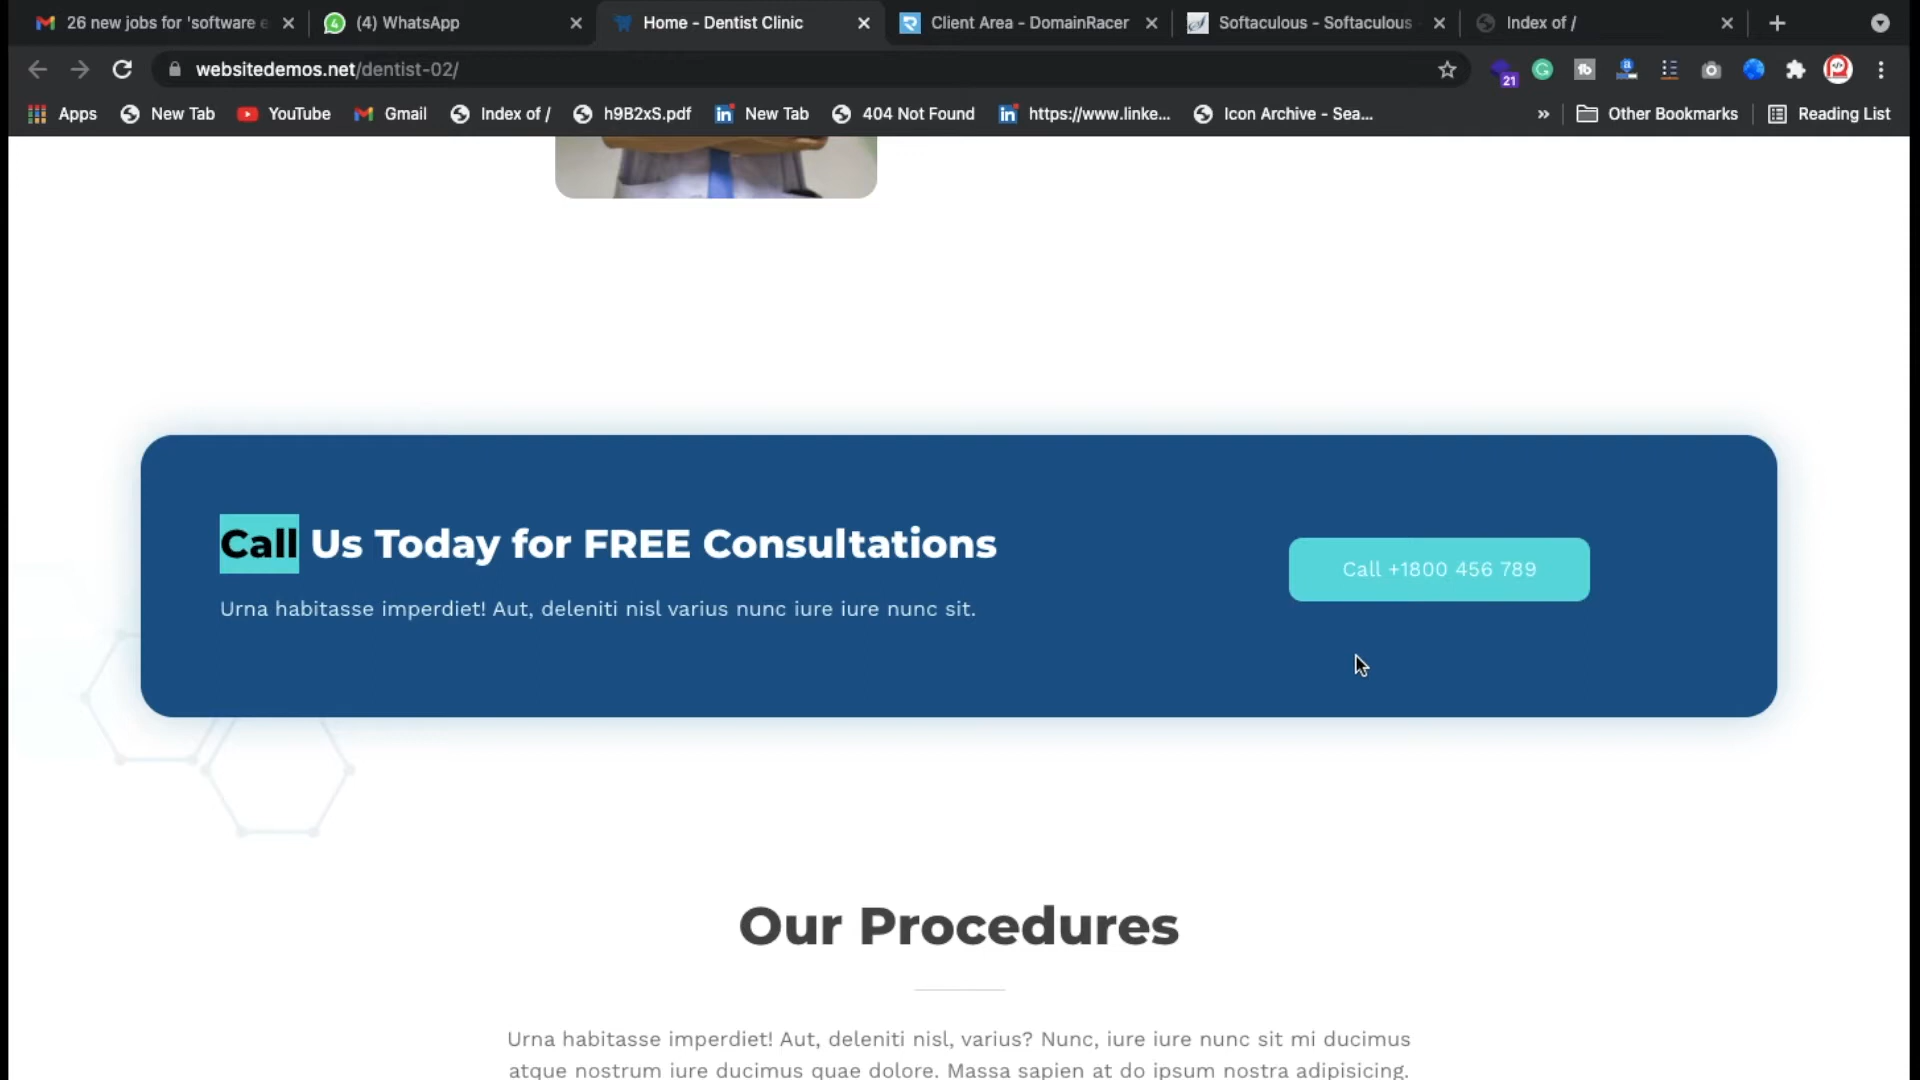 26 new jobs for 'software e
(4) WhatsApp
Home - Dentist Clinic
Client Area - DomainRacer
Softaculous - Softaculous
Index of /
websitedemos.net/dentist-02/
21
Apps
New Tab
YouTube
Gmail
Index of /
h9B2xS.pdf
New Tab
404 Not Found
https://www.linke...
Icon Archive - Sea...
»
Other Bookmarks
Reading List
Call Us Today for FREE Consultations
Urna habitasse imperdiet! Aut, deleniti nisl varius nunc iure iure nunc sit.
Call +1800 456 789
Our Procedures
Urna habitasse imperdiet! Aut, deleniti nisl, varius? Nunc, iure iure nunc sit mi ducimus
atque nostrum iure ducimus quae dolore. Massa sapien at do ipsum nostra adipisicing.